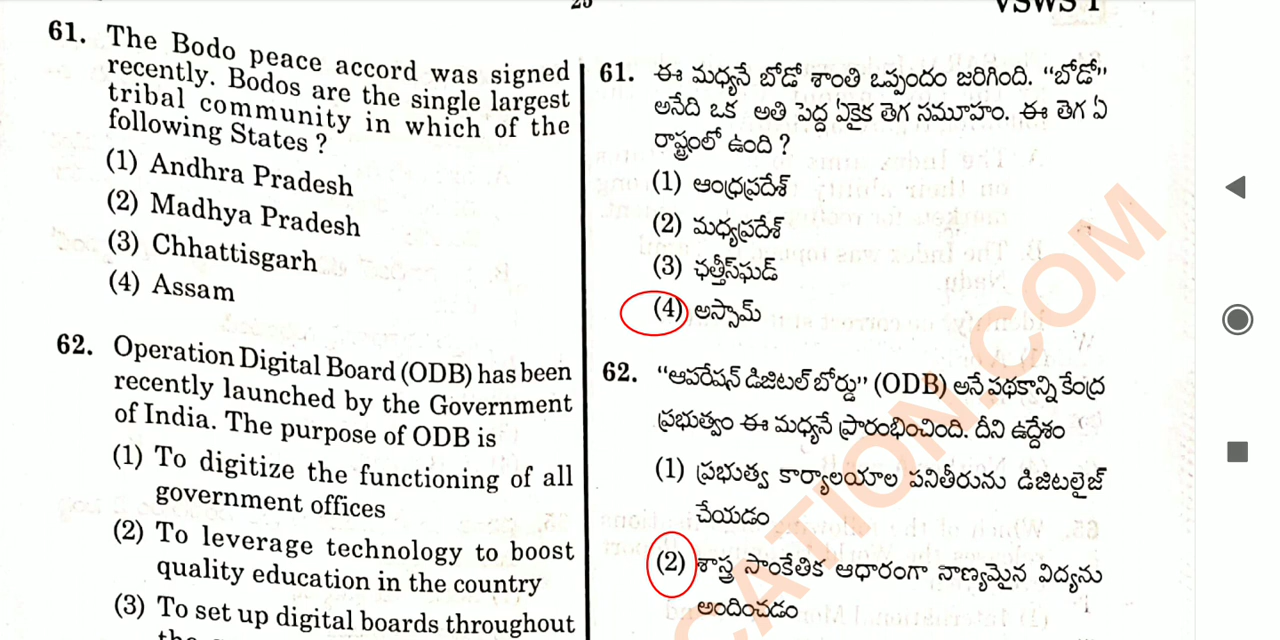 25
VSWS 1
61. The Bodo peace accord was signed
recently. Bodos are the single largest
tribal community in which of the
following States ?
(1) Andhra Pradesh
(2) Madhya Pradesh
(3) Chhattisgarh
(4) Assam
62. Operation Digital Board (ODB) has been
recently launched by the Government
of India. The purpose of ODB is
(1) To digitize the functioning of all
government offices
(2) To leverage technology to boost
quality education in the country
(3) To set up digital boards throughout
61. ఈ మధ్యనే బోడో శాంతి ఒప్పందం జరిగింది. “బోడో”
అనేది ఒక అతి పెద్ద ఏకైక తెగ సమూహం. ఈ తెగ ఏ
రాష్ట్రంలో ఉంది ?
(1) ఆంధ్రప్రదేశ్
(2) మధ్యప్రదేశ్
(3) ఛత్తీస్‌ఘడ్
(4) అస్సామ్
62. “ఆపరేషన్ డిజిటల్ బోర్డు” (ODB) అనే పథకాన్ని కేంద్ర
ప్రభుత్వం ఈ మధ్యనే ప్రారంభించింది. దీని ఉద్దేశం
(1) ప్రభుత్వ కార్యాలయాల పనితీరును డిజిటలైజ్
చేయడం
(2) శాస్త్ర సాంకేతిక ఆధారంగా నాణ్యమైన విద్యను
అందించడం
CATION.COM